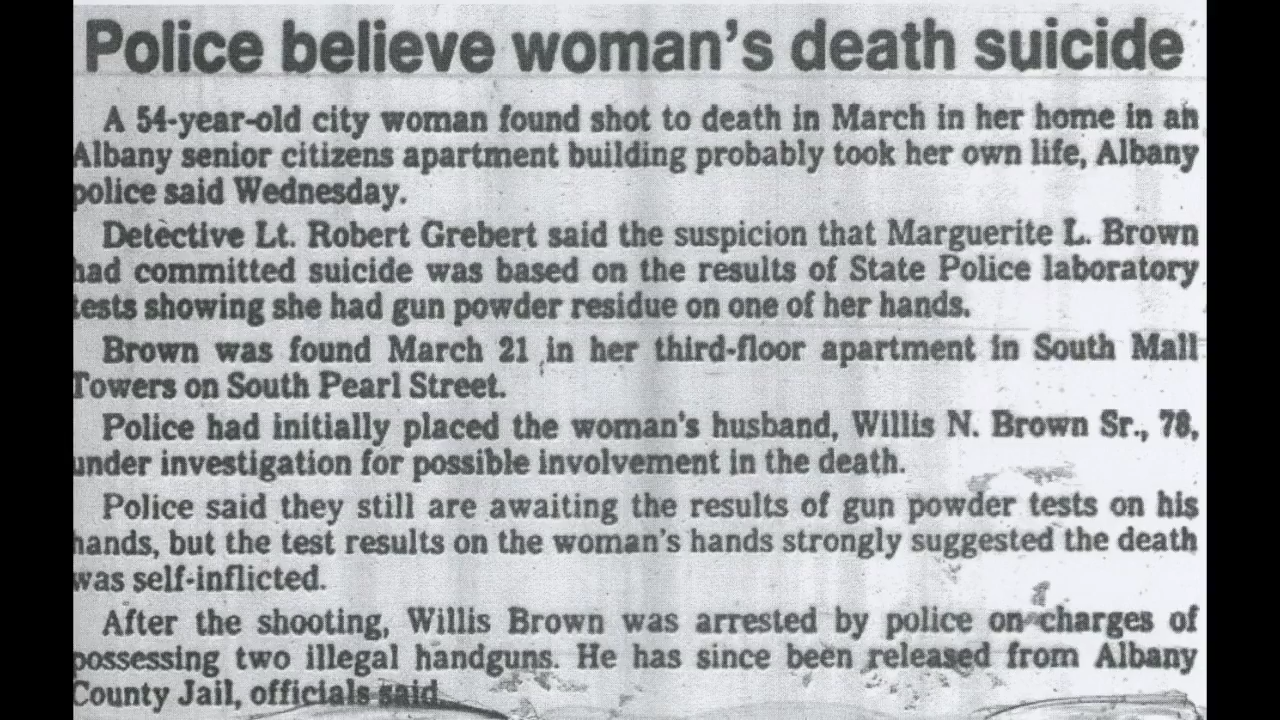 Police believe woman's death suicide
A 54-year-old city woman found shot to death in March in her home in an
Albany senior citizens apartment building probably took her own life, Albany
police said Wednesday.
Detective Lt. Robert Grebert said the suspicion that Marguerite L. Brown
had committed suicide was based on the results of State Police laboratory
tests showing she had gun powder residue on one of her hands.
Brown was found March 21 in her third-floor apartment in South Mall
Towers on South Pearl Street.
Police had initially placed the woman's husband, Willis N. Brown Sr., 78,
under investigation for possible involvement in the death.
Police said they still are awaiting the results of gun powder tests on his
hands, but the test results on the woman's hands strongly suggested the death
was self-inflicted.
After the shooting, Willis Brown was arrested by police on charges of
possessing two illegal handguns. He has since been released from Albany
County Jail, officials said.